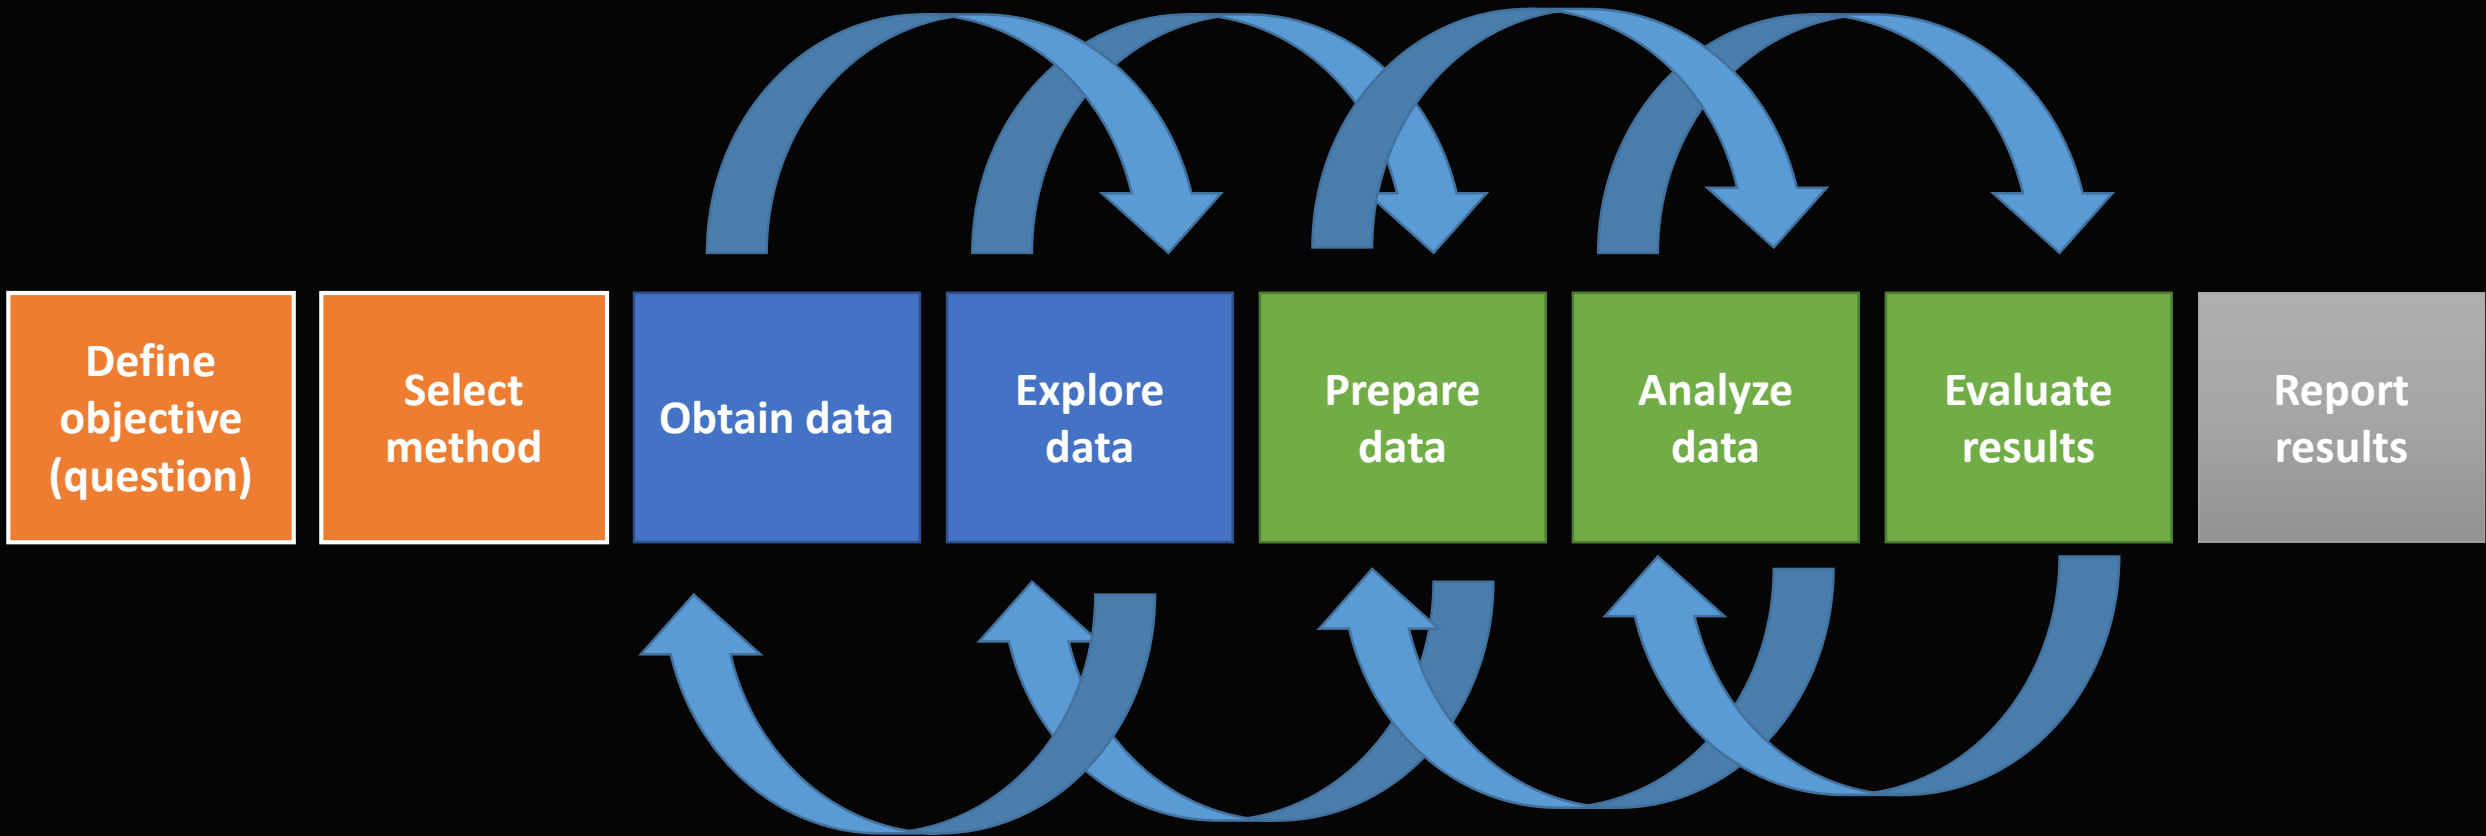 Define
objective
(question)
Select
method
Obtain data
Explore
data
Prepare
data
Analyze
data
Evaluate
results
Report
results